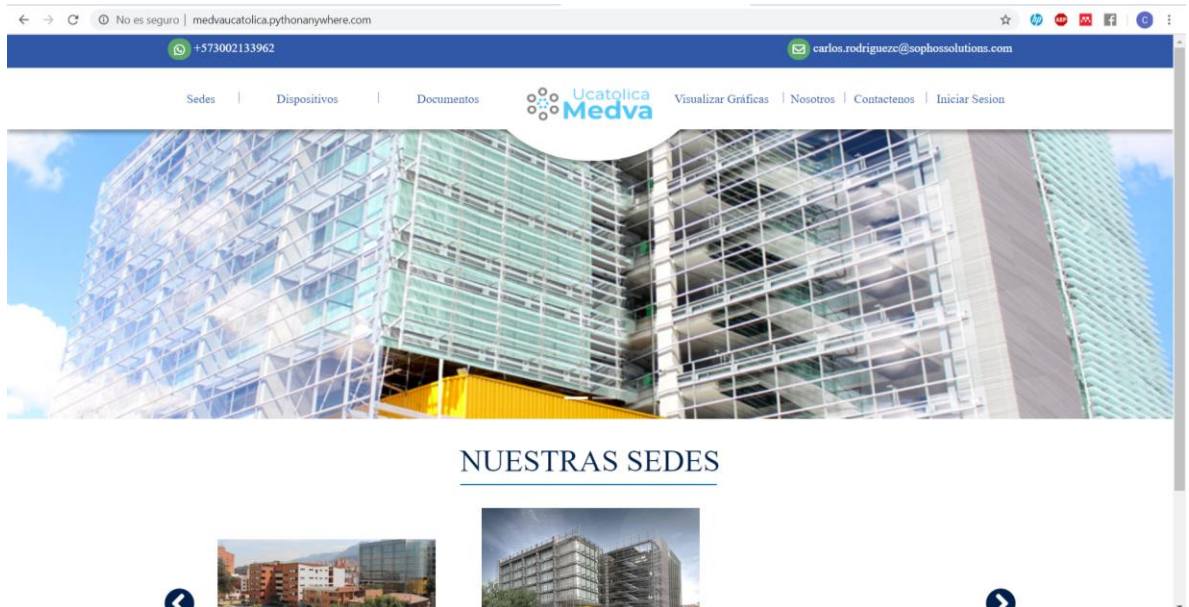 No es seguro | medvaucatolica.pythonanywhere.com
+573002133962
carlos.rodriguezc@sophossolutions.com
Sedes | Dispositivos | Documentos
Ucatolica
Medva
Visualizar Gráficas | Nosotros | Contactenos | Iniciar Sesion
NUESTRAS SEDES